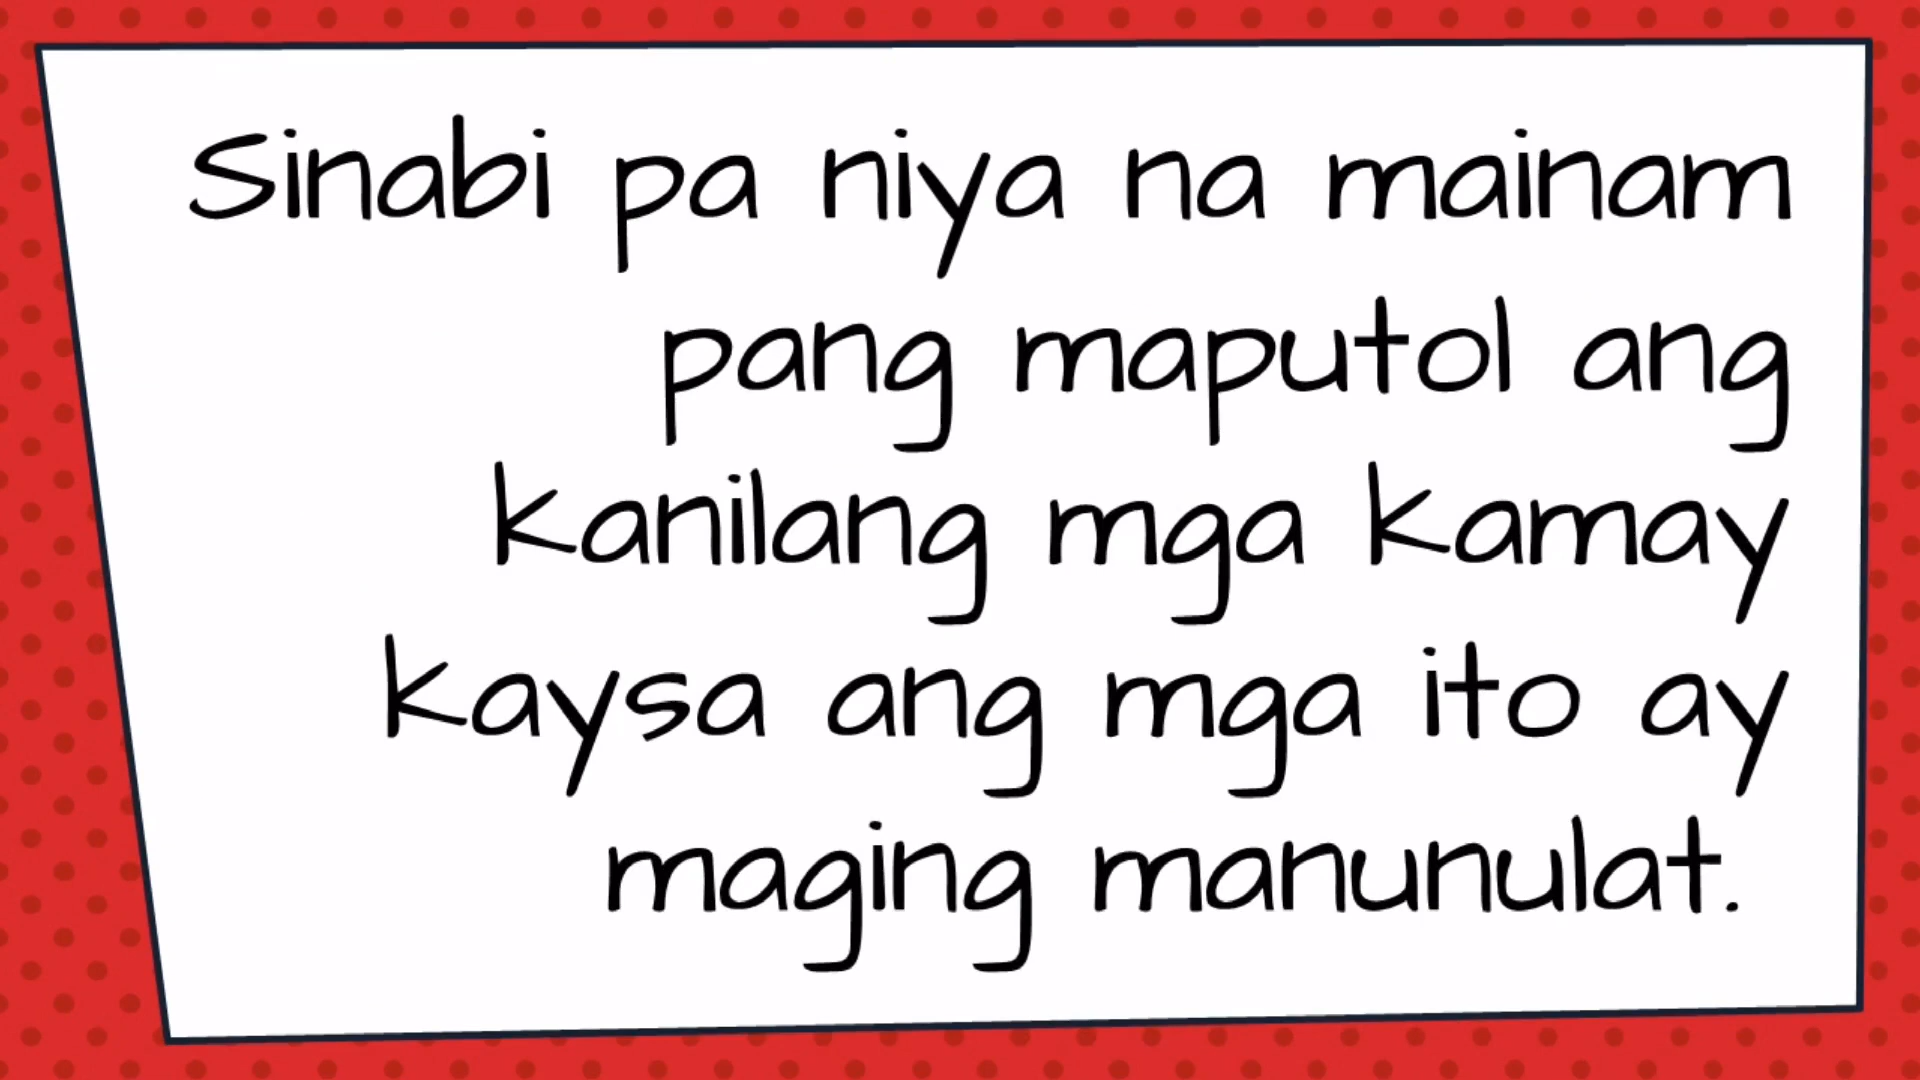 Sinabi pa niya na mainam
pang maputol ang
kanilang mga kamay
kaysa ang mga ito ay
maging manunulat.